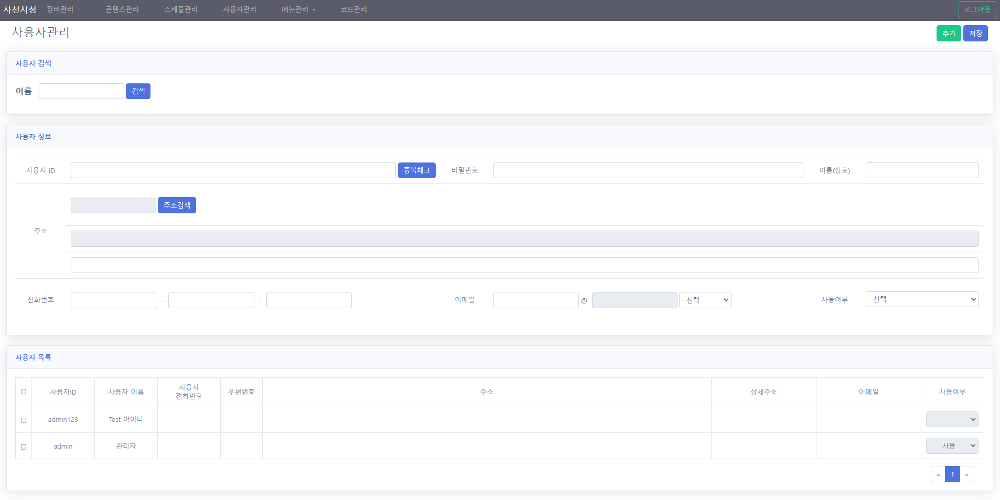 사천시청 장비관리 콘텐츠관리 스케줄관리 사용자관리 메뉴관리 코드관리 로그아웃
사용자관리 추가 저장
사용자 검색
이름 검색
사용자 정보
사용자 ID 중복체크 비밀번호 이름(상호)
주소검색
주소
전화번호 - - 이메일 @ 선택 사용여부 선택
사용자 목록
사용자ID 사용자 이름 사용자 전화번호 우편번호 주소 상세주소 이메일 사용여부
admin123 Test 아이디
admin 관리자 사용
« 1 »